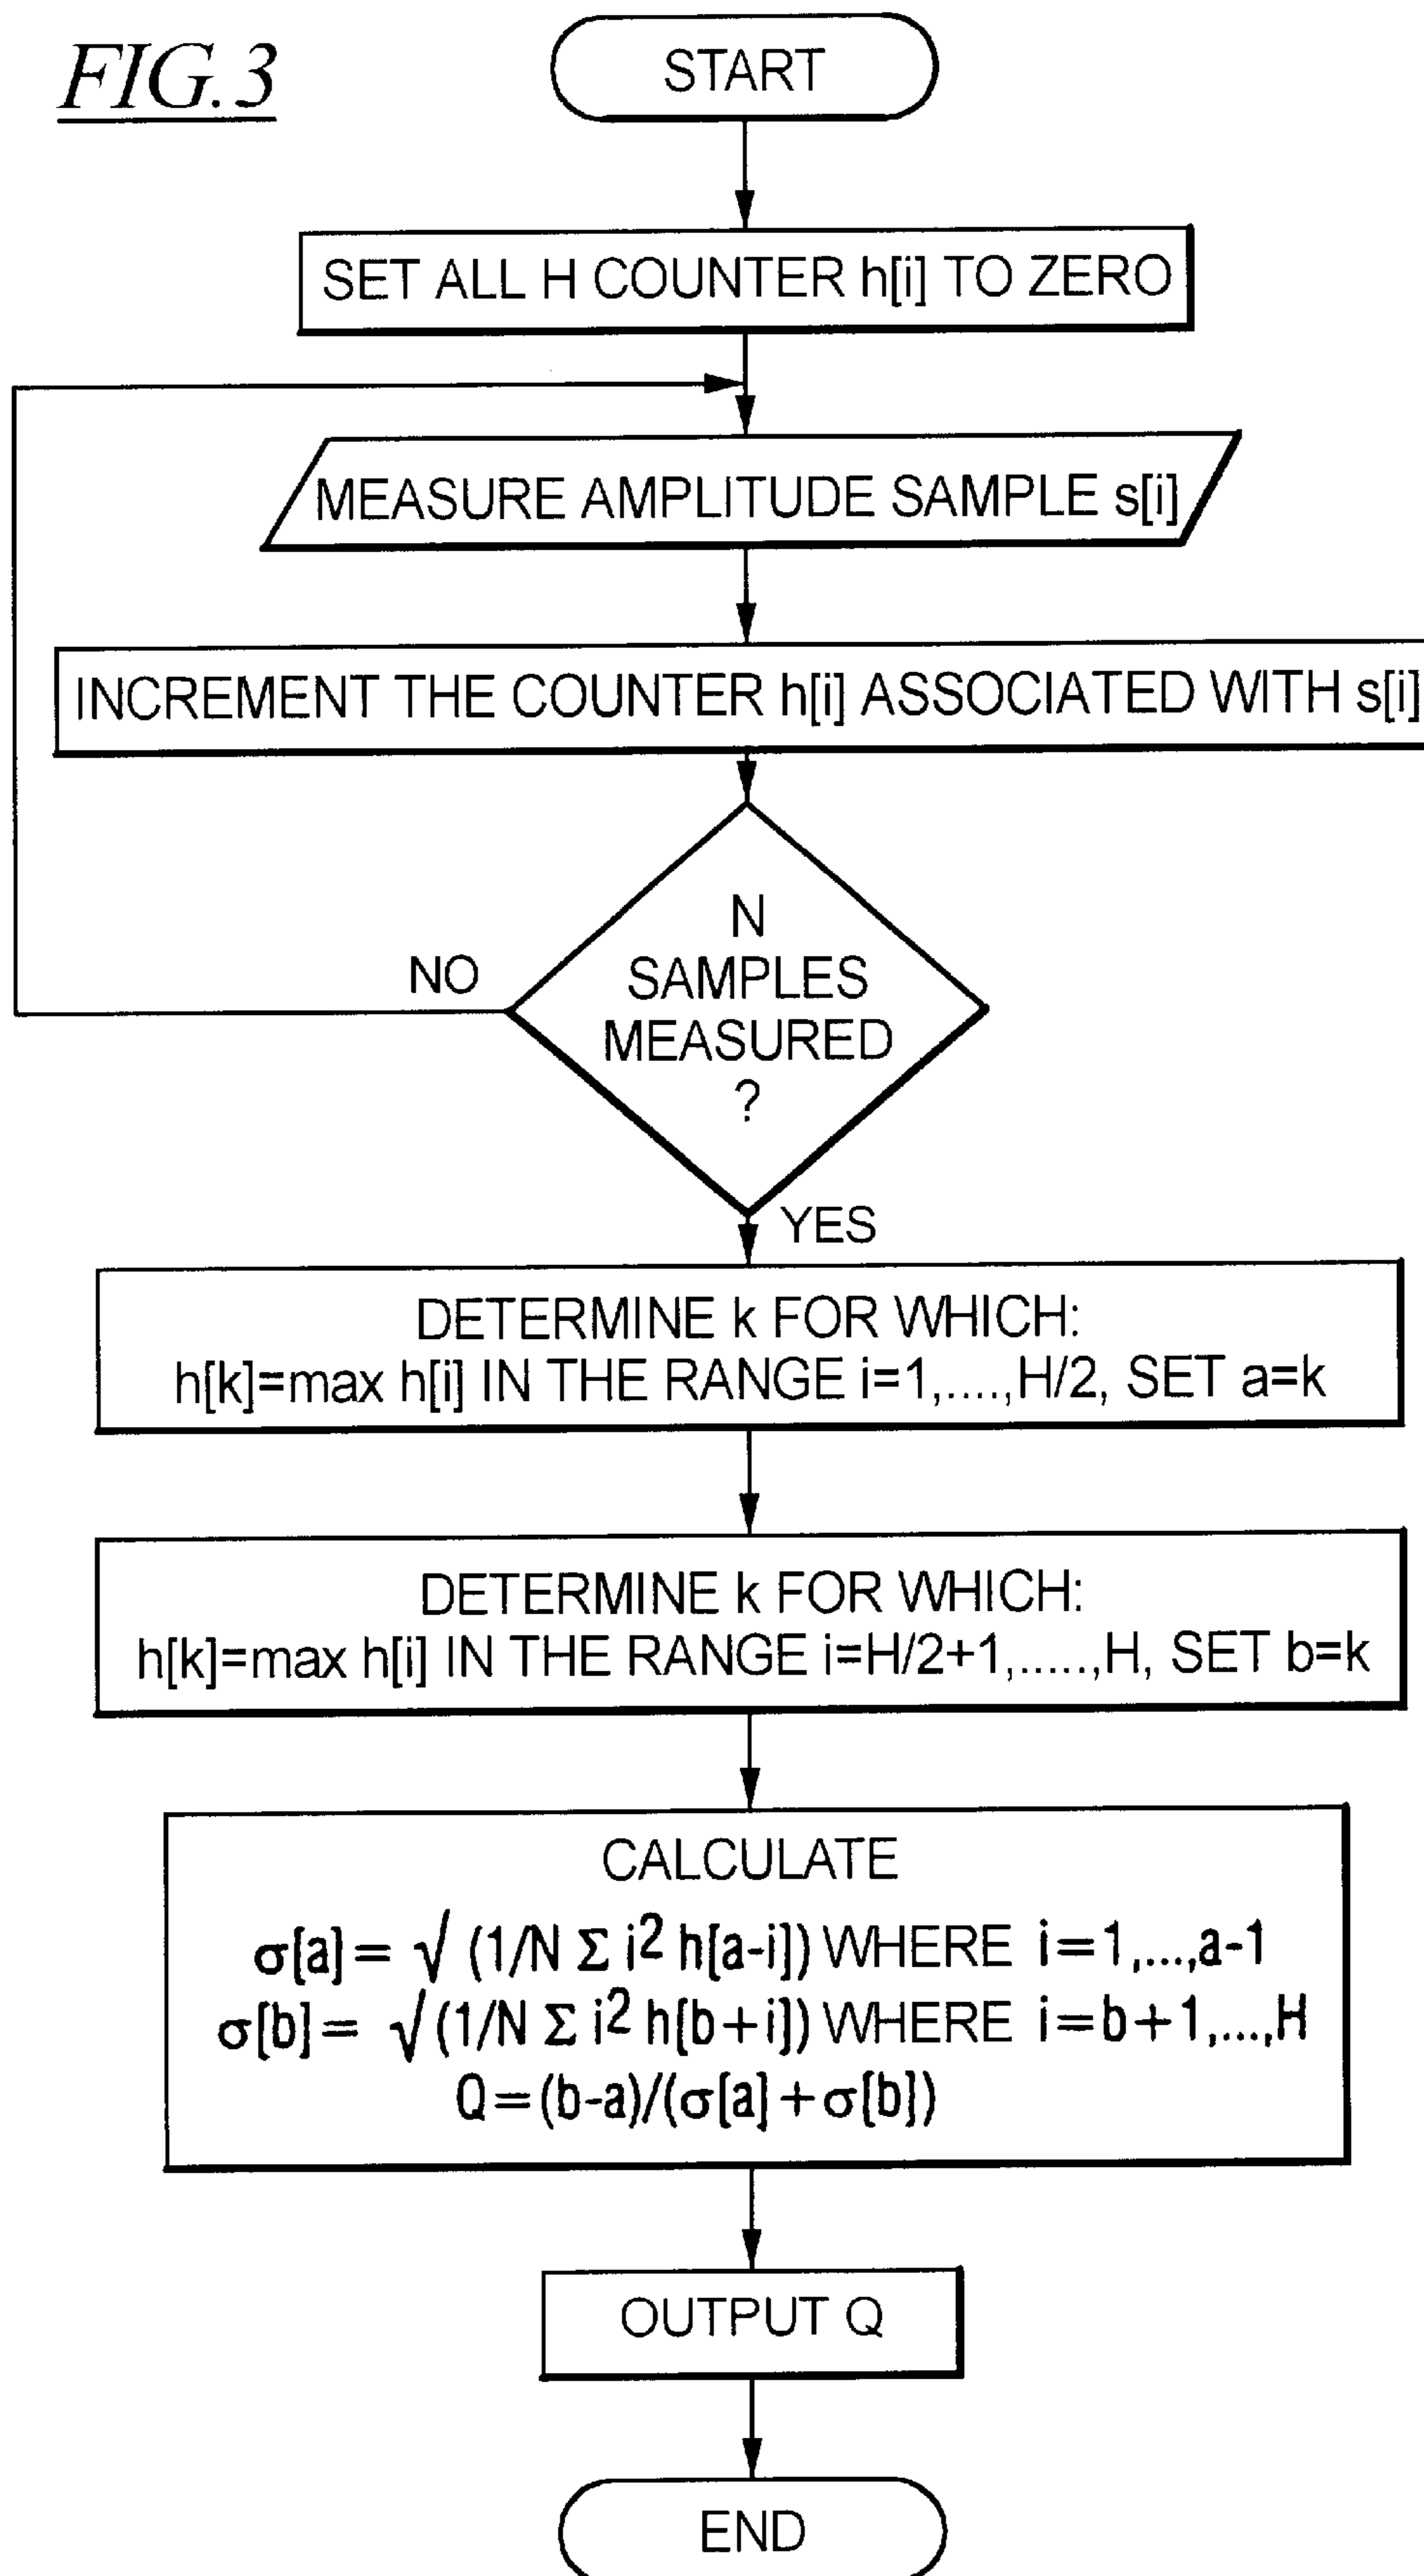 FIG. 3
START
SET ALL H COUNTER h[i] TO ZERO
MEASURE AMPLITUDE SAMPLE s[i]
INCREMENT THE COUNTER h[i] ASSOCIATED WITH s[i]
N
SAMPLES
MEASURED
?
NO
YES
DETERMINE k FOR WHICH:
h[k]=max h[i] IN THE RANGE i=1,....,H/2, SET a=k
DETERMINE k FOR WHICH:
h[k]=max h[i] IN THE RANGE i=H/2+1,.....,H, SET b=k
CALCULATE
σ[a]= √ (1/N Σ i² h[a-i]) WHERE i=1,...,a-1
σ[b]= √(1/N Σ i² h[b+i]) WHERE i=b+1,...,H
Q=(b-a)/(σ[a]+σ[b])
OUTPUT Q
END